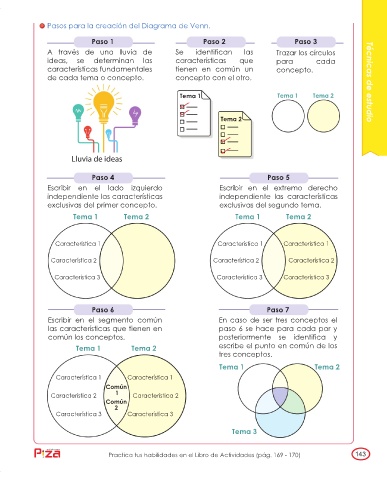 Pasos para la creación del Diagrama de Venn.
Paso 1
A través de una lluvia de
ideas, se determinan las
características fundamentales
de cada tema o concepto.
Lluvia de ideas
Paso 2
Se identifican las
características que
tienen en común un
concepto con el otro.
Tema 1
Tema 2
Paso 3
Trazar los círculos
para cada
concepto.
Tema 1 Tema 2
Técnicas de estudio
Paso 4
Escribir en el lado izquierdo
independiente las características
exclusivas del primer concepto.
Tema 1 Tema 2
Característica 1
Característica 2
Característica 3
Paso 5
Escribir en el extremo derecho
independiente las características
exclusivas del segundo tema.
Tema 1 Tema 2
Característica 1 Característica 1
Característica 2 Característica 2
Característica 3 Característica 3
Paso 6
Escribir en el segmento común
las características que tienen en
común los conceptos.
Tema 1 Tema 2
Característica 1 Característica 1
Común
1
Característica 2 Característica 2
Común
2
Característica 3 Característica 3
Paso 7
En caso de ser tres conceptos el
paso 6 se hace para cada par y
posteriormente se identifica y
escribe el punto en común de los
tres conceptos.
Tema 1 Tema 2
Tema 3
Practica tus habilidades en el Libro de Actividades (pág. 169 - 170)
143